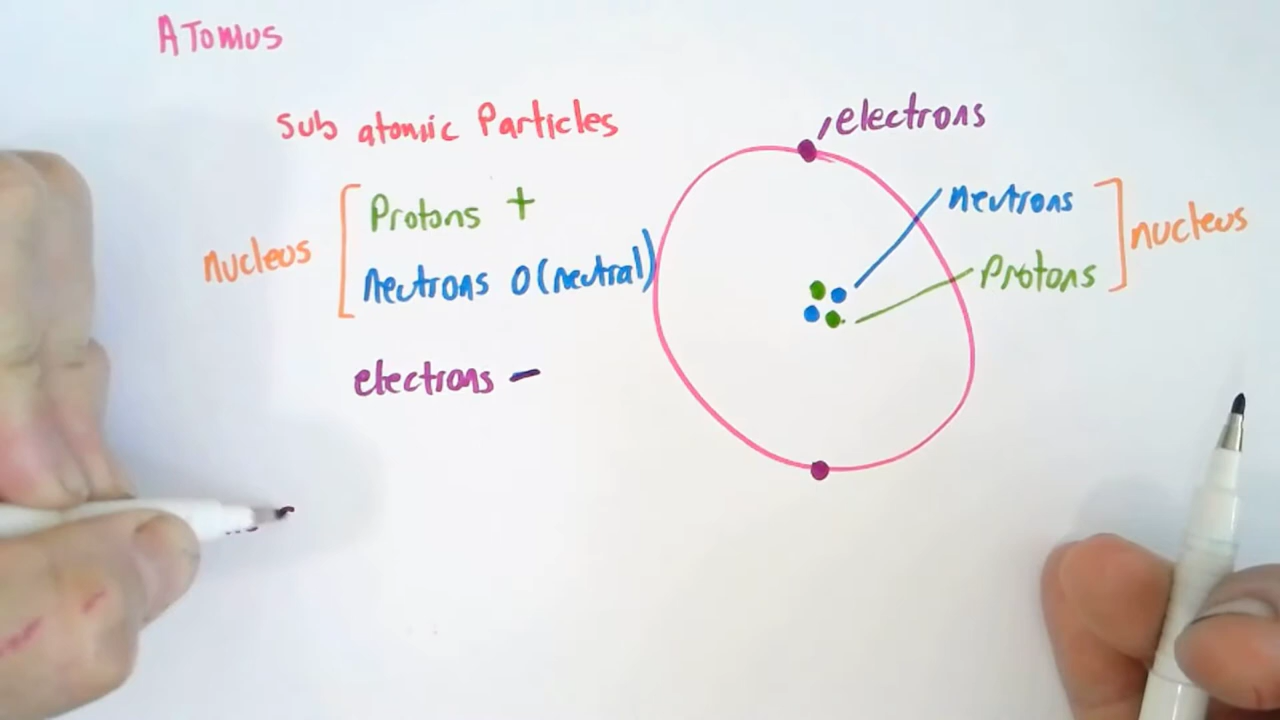 ATomus
Sub atomic Particles
electrons
Protons +
neutrons
nucleus
nucleus
neutrons 0 (neutral)
Protons
electrons -